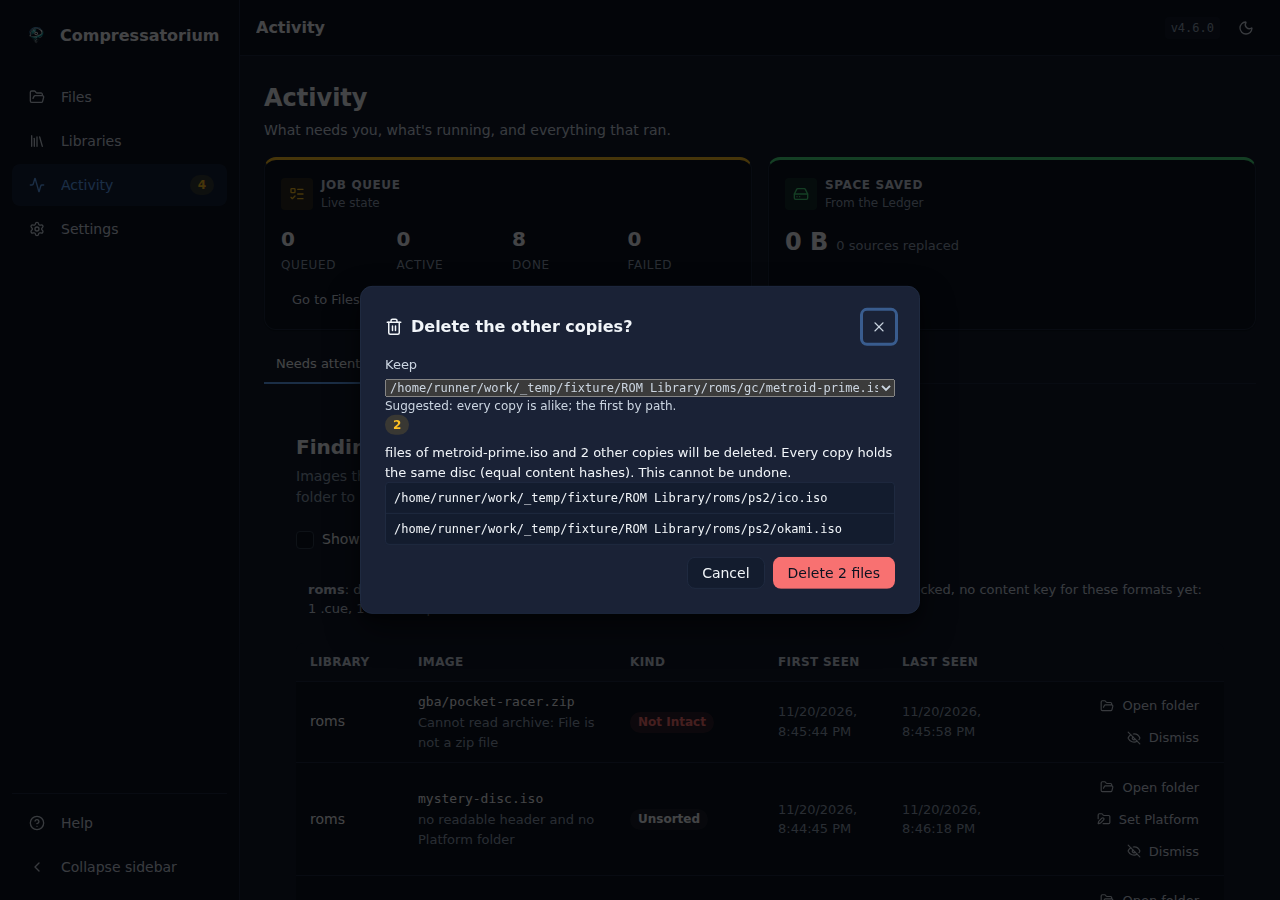 Compressatorium
Activity
v4.6.0
Files
Libraries
Activity
4
Settings
Activity
What needs you, what's running, and everything that ran.
JOB QUEUE
Live state
0
0
8
0
QUEUED
ACTIVE
DONE
FAILED
Go to Files
SPACE SAVED
From the Ledger
0 B 0 sources replaced
Delete the other copies?
Keep
/home/runner/work/_temp/fixture/ROM Library/roms/gc/metroid-prime.is
Suggested: every copy is alike; the first by path.
2
files of metroid-prime.iso and 2 other copies will be deleted. Every copy holds
the same disc (equal content hashes). This cannot be undone.
/home/runner/work/_temp/fixture/ROM Library/roms/ps2/ico.iso
/home/runner/work/_temp/fixture/ROM Library/roms/ps2/okami.iso
Cancel
Delete 2 files
Needs
Images
folder to
Show
roms:
no content key for these formats yet:
1 .cue,
LIBRARY
IMAGE
KIND
FIRST SEEN
LAST SEEN
roms
gba/pocket-racer.zip
Cannot read archive: File is
not a zip file
Not Intact
11/20/2026,
8:45:44 PM
11/20/2026,
8:45:58 PM
Open folder
Dismiss
roms
mystery-disc.iso
no readable header and no
Platform folder
Unsorted
11/20/2026,
8:44:45 PM
11/20/2026,
8:46:18 PM
Open folder
Set Platform
Dismiss
Open folder
Help
Collapse sidebar